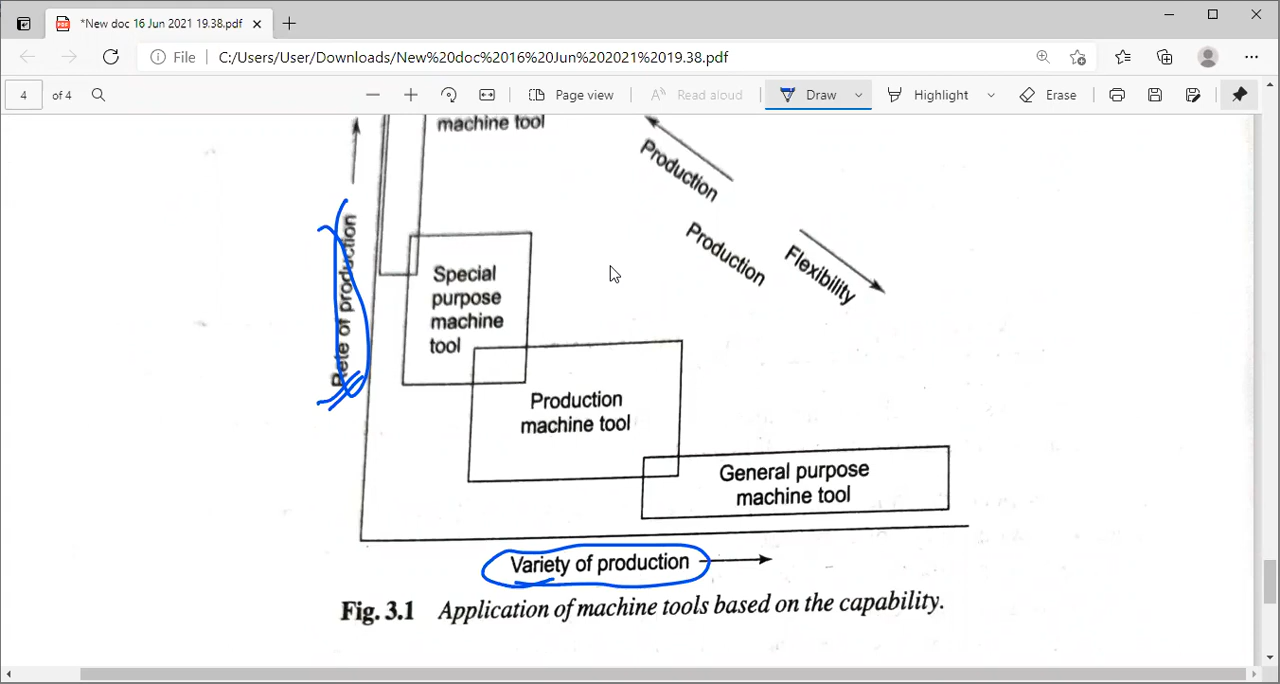 *New doc 16 Jun 2021 19.38.pdf
File
C:/Users/User/Downloads/New%20doc%2016%20Jun%202021%2019.38.pdf
4 of 4
Page view
Read aloud
Draw
Highlight
Erase
machine tool
Production
Production
Flexibility
Rete of production
Special
purpose
machine
tool
Production
machine tool
General purpose
machine tool
Variety of production
Fig. 3.1 Application of machine tools based on the capability.